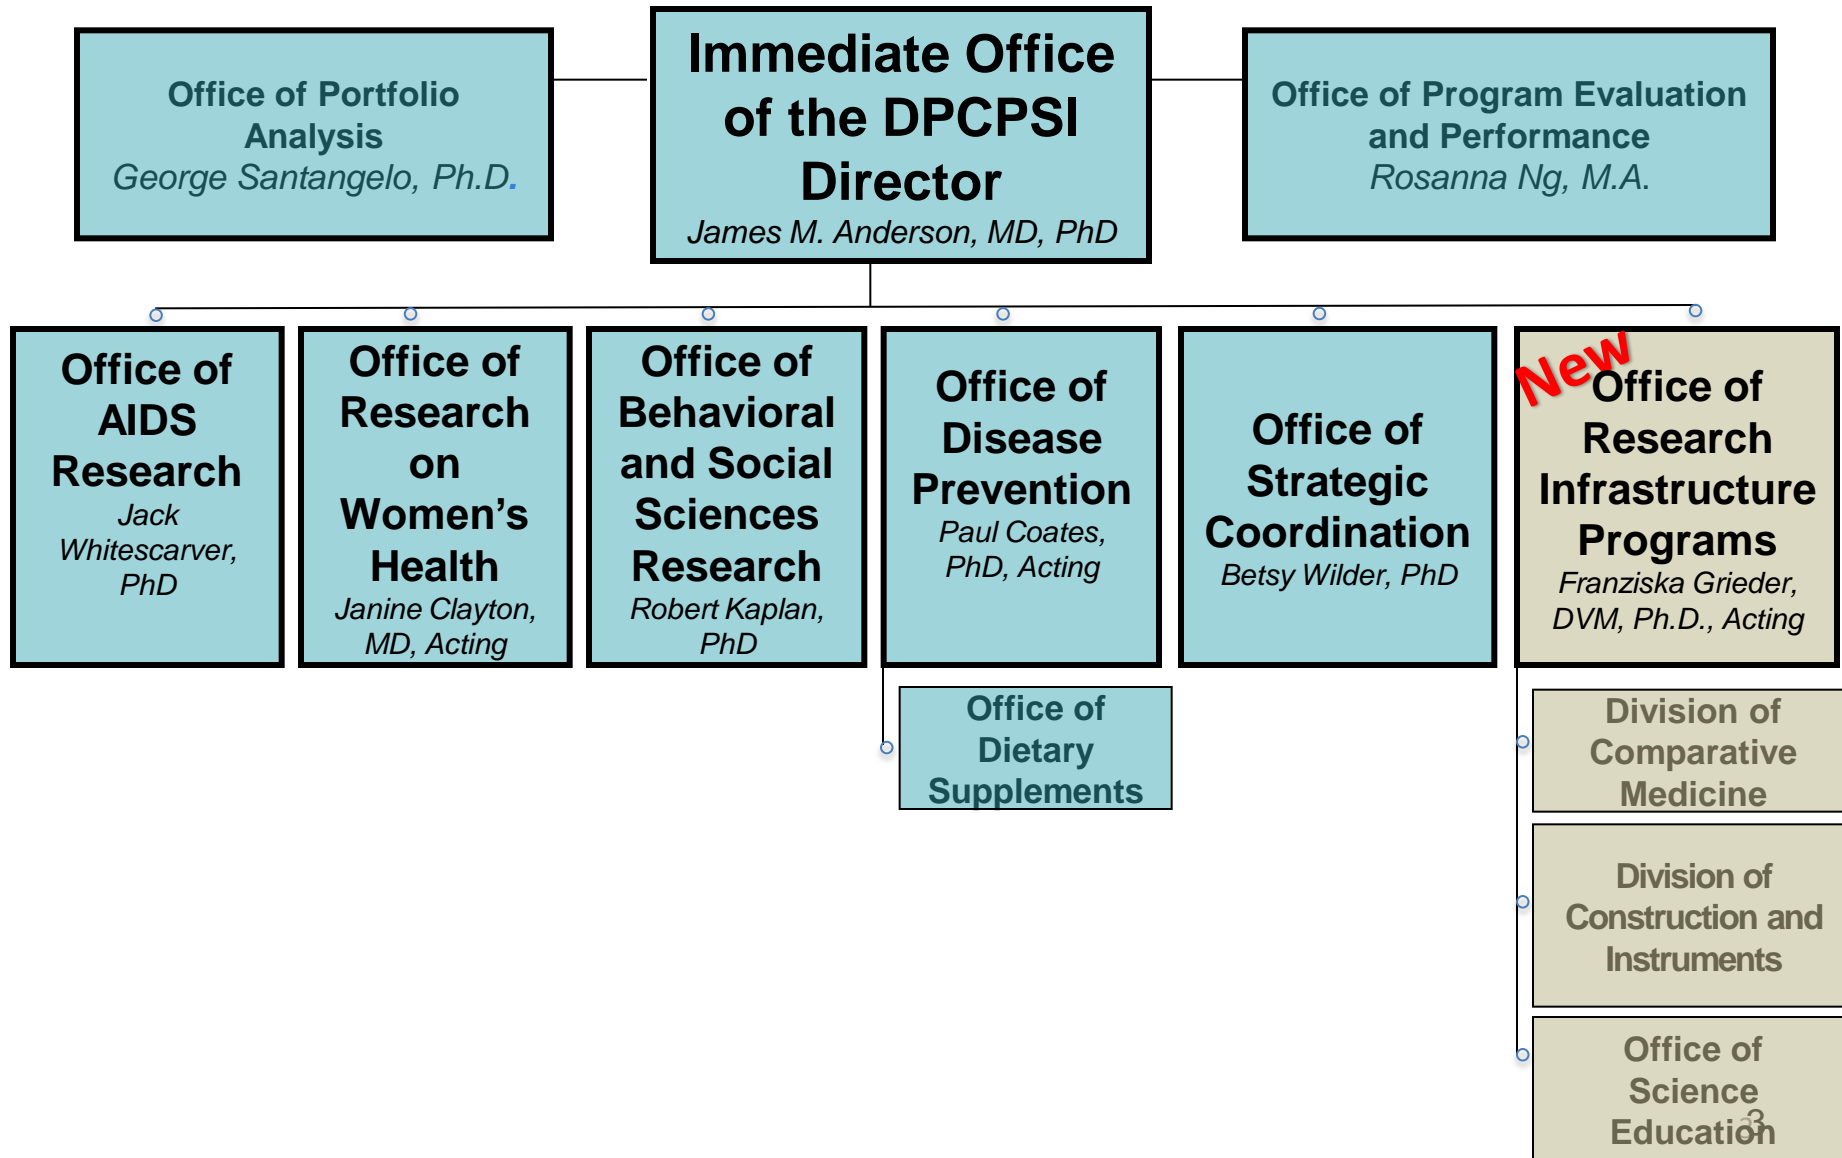 Office of Portfolio
Analysis
George Santangelo, Ph.D.
Immediate Office
of the DPCPSI
Director
James M. Anderson, MD, PhD
Office of Program Evaluation
and Performance
Rosanna Ng, M.A.
Office of
AIDS
Research
Jack
Whitescarver,
PhD
Office of
Research
on
Women’s
Health
Janine Clayton,
MD, Acting
Office of
Behavioral
and Social
Sciences
Research
Robert Kaplan,
PhD
Office of
Disease
Prevention
Paul Coates,
PhD, Acting
Office of
Strategic
Coordination
Betsy Wilder, PhD
New
Office of
Research
Infrastructure
Programs
Franziska Grieder,
DVM, Ph.D., Acting
Office of
Dietary
Supplements
Division of
Comparative
Medicine
Division of
Construction and
Instruments
Office of
Science
Education
3